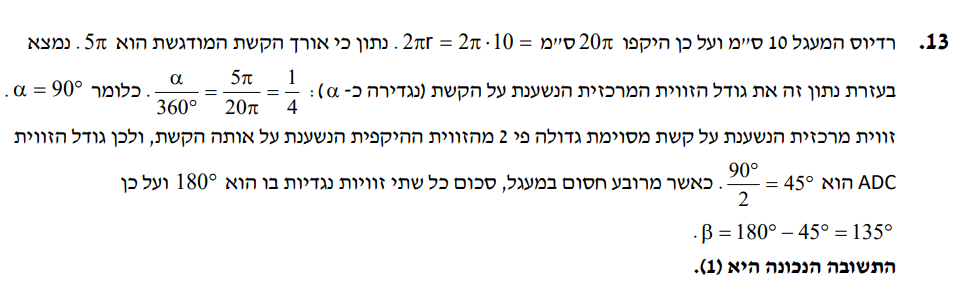 13. רדיוס המעגל 10 ס״מ ועל כן היקפו 20π ס״מ = 2πr = 2π·10 . נתון כי אורך הקשת המודגשת הוא 5π . נמצא
בעזרת נתון זה את גודל הזווית המרכזית הנשענת על הקשת (נגדירה כ- α): α/360° = 5π/20π = 1/4 . כלומר α = 90° .
זווית מרכזית הנשענת על קשת מסוימת גדולה פי 2 מהזווית ההיקפית הנשענת על אותה הקשת, ולכן גודל הזווית
ADC הוא 90°/2 = 45° . כאשר מרובע חסום במעגל, סכום כל שתי זוויות נגדיות בו הוא 180° ועל כן
β = 180° − 45° = 135° .
התשובה הנכונה היא (1).